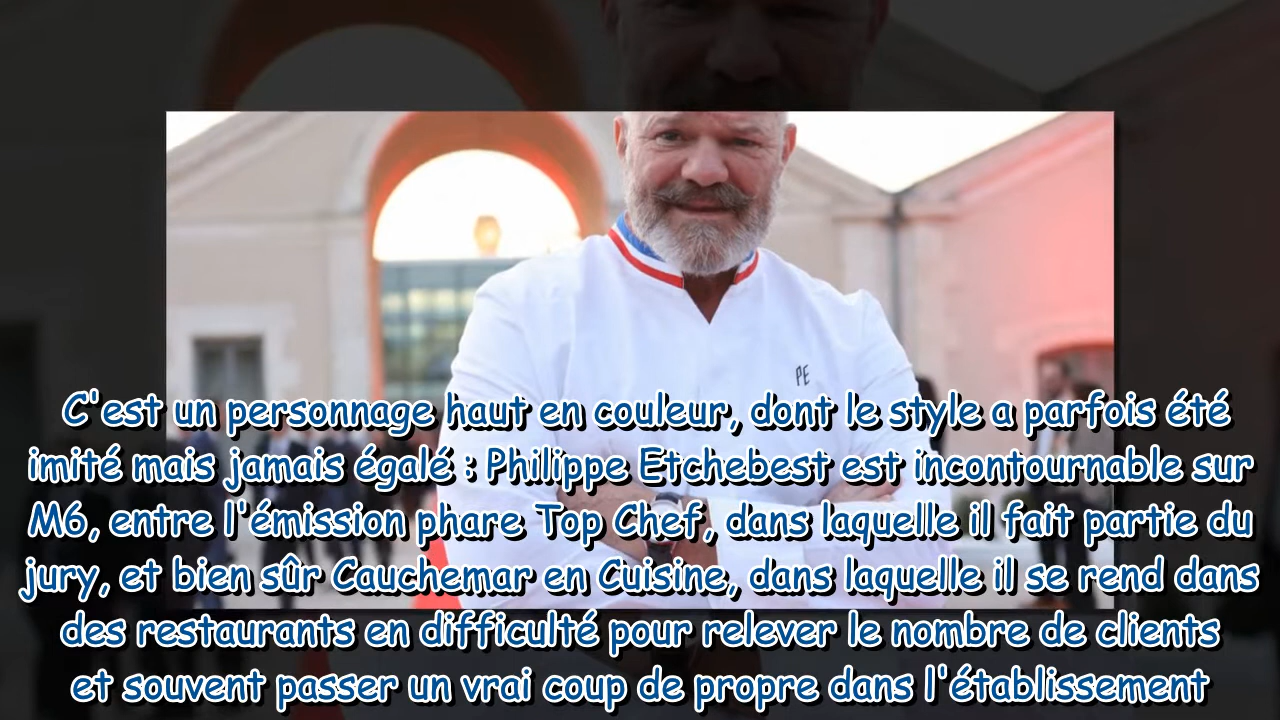 PE
C'est un personnage haut en couleur, dont le style a parfois été
imité mais jamais égalé : Philippe Etchebest est incontournable sur
M6, entre l'émission phare Top Chef, dans laquelle il fait partie du
jury, et bien sûr Cauchemar en Cuisine, dans laquelle il se rend dans
des restaurants en difficulté pour relever le nombre de clients
et souvent passer un vrai coup de propre dans l'établissement